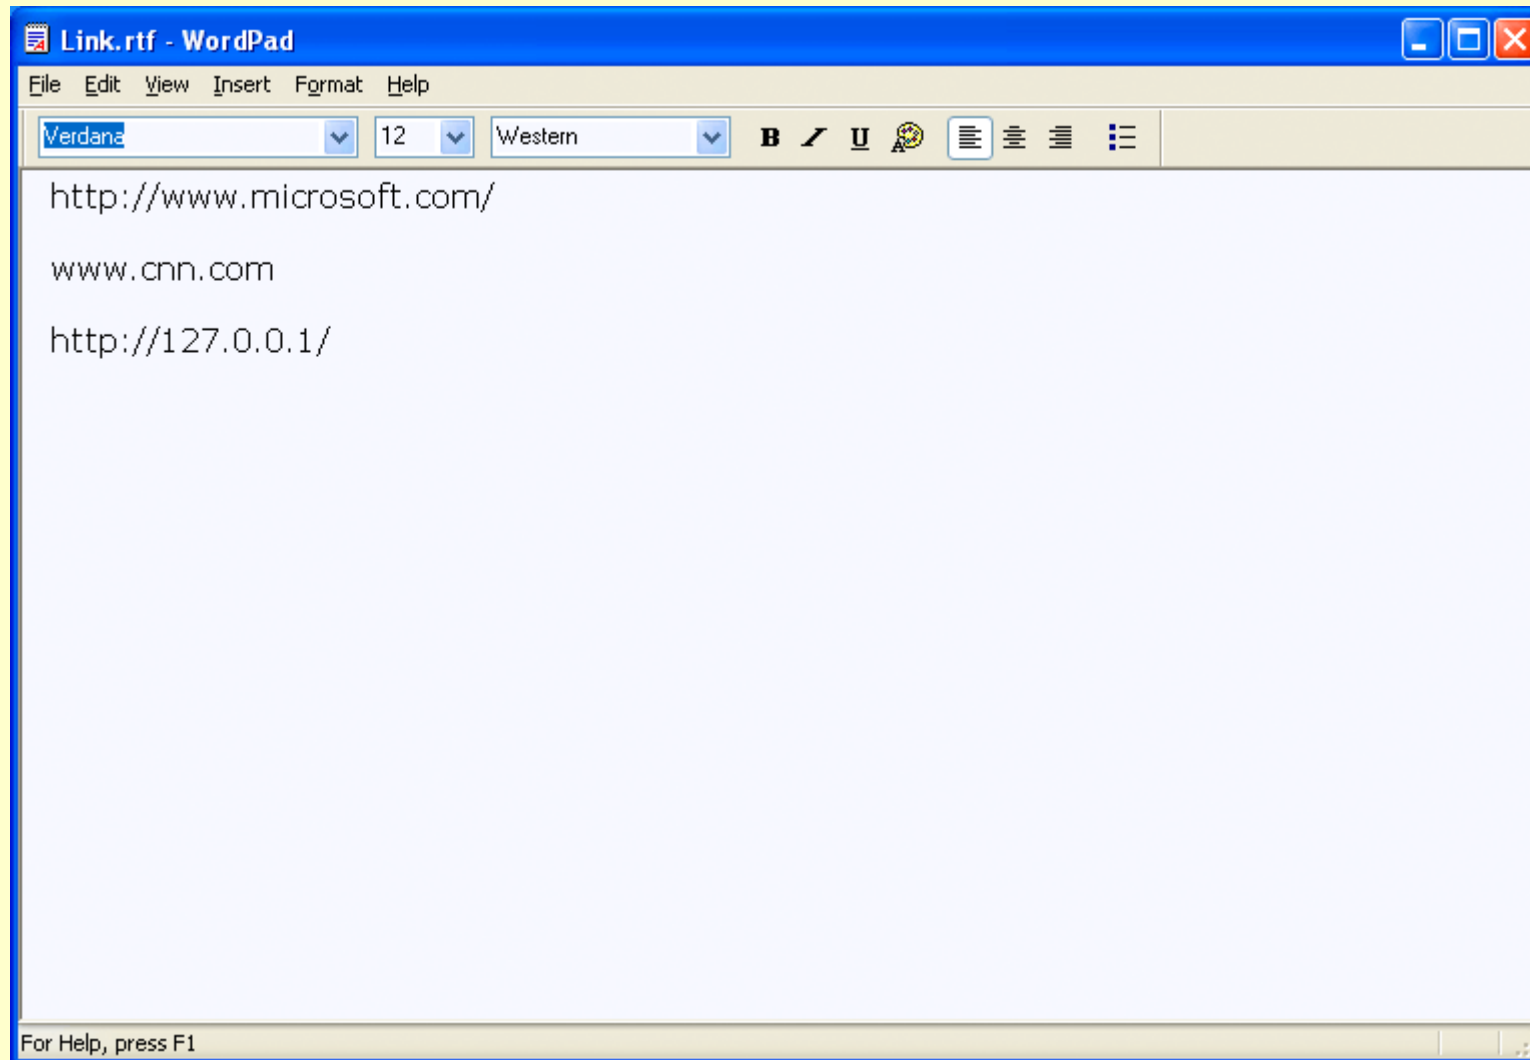 Link.rtf - WordPad
File Edit View Insert Format Help
Verdana 12 Western B / U A
http://www.microsoft.com/
www.cnn.com
http://127.0.0.1/
For Help, press F1